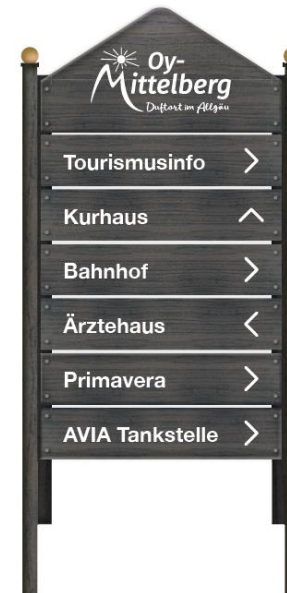 Oy-
Mittelberg
Duftort im Allgäu
Tourismusinfo
Kurhaus
Bahnhof
Ärztehaus
Primavera
AVIA Tankstelle